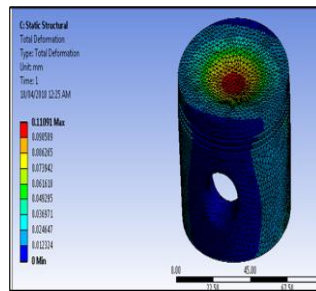 C: Static Structural
Total Deformation
Type: Total Deformation
Unit: mm
Time: 1
18/04/2018 12:25 AM
0.11091 Max
0.098589
0.086265
0.073942
0.061618
0.049295
0.036971
0.024647
0.012324
0 Min
0.00
45.00
22.50
67.50